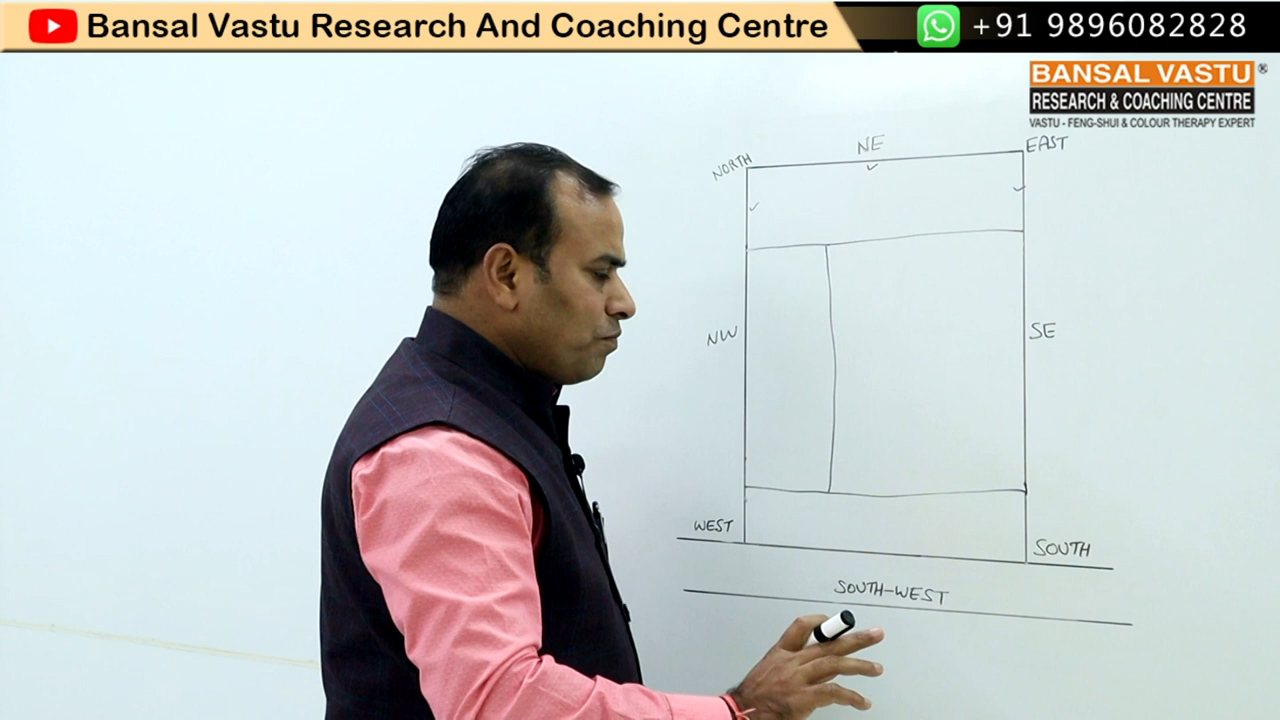 Bansal Vastu Research And Coaching Centre
+91 9896082828
BANSAL VASTU ®
RESEARCH & COACHING CENTRE
VASTU - FENG-SHUI & COLOUR THERAPY EXPERT
NORTH
NE
EAST
NW
SE
WEST
SOUTH
SOUTH-WEST